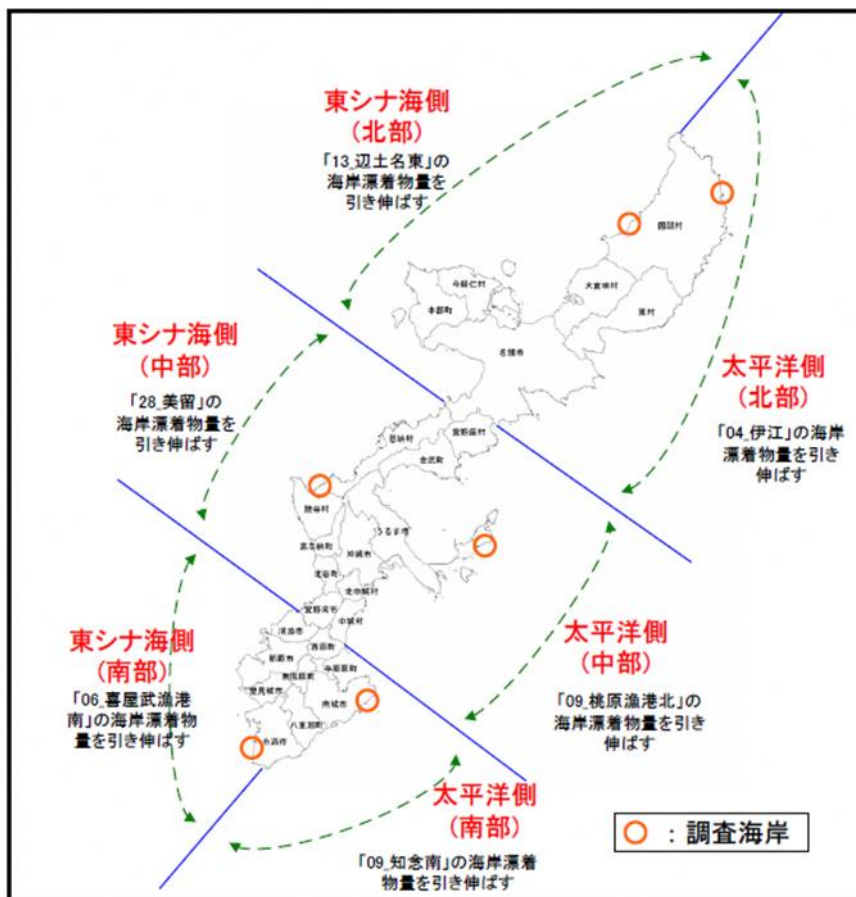 東シナ海側
(北部)
「13_辺土名東」の
海岸漂着物量を
引き伸ばす
国頭村
大宜味村
東村
今帰仁村
本部町
名護市
東シナ海側
(中部)
「28_美留」の
海岸漂着物量を
引き伸ばす
太平洋側
(北部)
「04_伊江」の海岸
漂着物量を引き
伸ばす
恩納村
宜野座村
金武町
読谷村
うるま市
嘉手納町
沖縄市
北谷町
北中城村
宜野湾市
中城村
浦添市
西原町
那覇市
与那原町
南風原町
豊見城市
南城市
八重瀬町
糸満市
東シナ海側
(南部)
「06_喜屋武漁港
南」の海岸漂着物
量を引き伸ばす
太平洋側
(中部)
「09_桃原漁港北」の
海岸漂着物量を引き
伸ばす
太平洋側
(南部)
「09_知念南」の海岸漂着
物量を引き伸ばす
:調査海岸